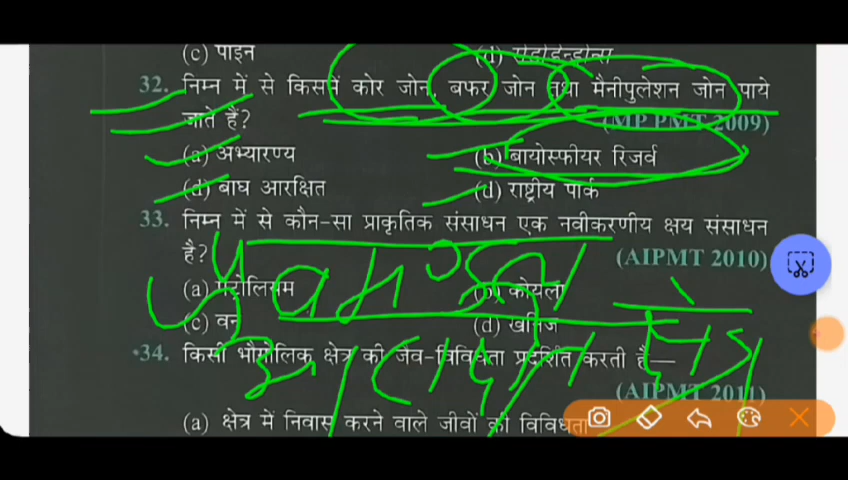 (c) पाइन (d) रोडोडेन्ड्रोन्स
32. निम्न में से किसमें कोर जोन, बफर जोन तथा मैनीपुलेशन जोन पाये
जाते हैं? (MP PMT 2009)
(a) अभ्यारण्य (b) बायोस्फीयर रिजर्व
(d) बाघ आरक्षित (d) राष्ट्रीय पार्क
33. निम्न में से कौन-सा प्राकृतिक संसाधन एक नवीकरणीय क्षय संसाधन
है? (AIPMT 2010)
(a) पेट्रोलियम (b) कोयला
(c) वन (d) खनिज
34. किसी भौगोलिक क्षेत्र की जैव-विविधता प्रदर्शित करती है—
(AIPMT 2011)
(a) क्षेत्र में निवास करने वाले जीवों की विविधता
क्षेत्र